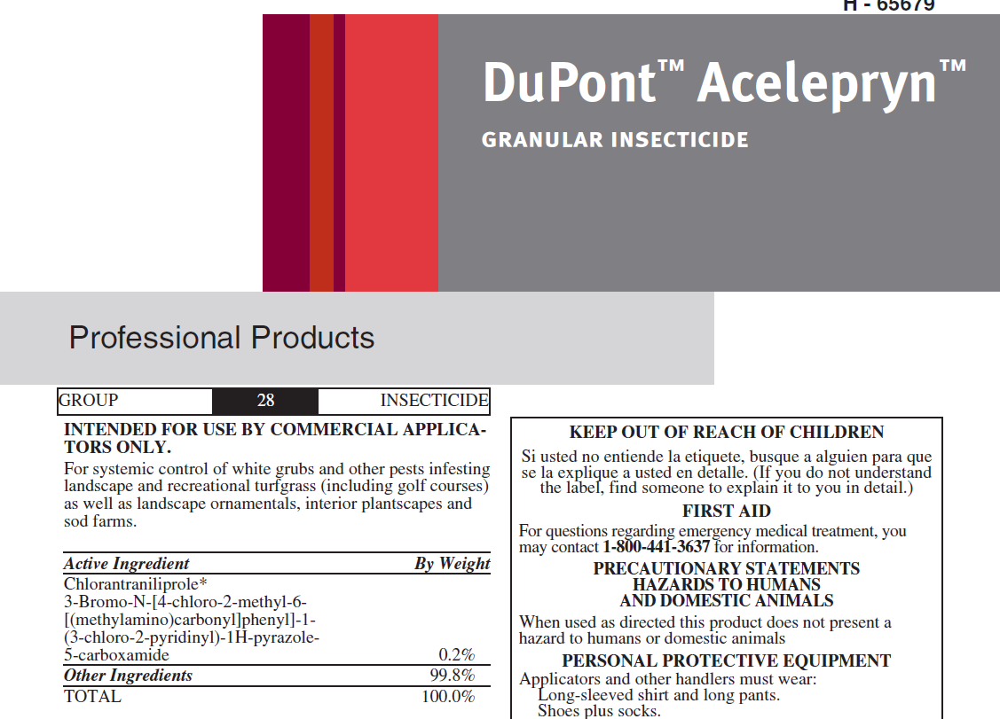 H - 65679
DuPont™ Acelepryn™
GRANULAR INSECTICIDE
Professional Products
GROUP 28 INSECTICIDE
INTENDED FOR USE BY COMMERCIAL APPLICA-
TORS ONLY.
For systemic control of white grubs and other pests infesting
landscape and recreational turfgrass (including golf courses)
as well as landscape ornamentals, interior plantscapes and
sod farms.
Active Ingredient By Weight
Chlorantraniliprole*
3-Bromo-N-[4-chloro-2-methyl-6-
[(methylamino)carbonyl]phenyl]-1-
(3-chloro-2-pyridinyl)-1H-pyrazole-
5-carboxamide 0.2%
Other Ingredients 99.8%
TOTAL 100.0%
KEEP OUT OF REACH OF CHILDREN
Si usted no entiende la etiquete, busque a alguien para que
se la explique a usted en detalle. (If you do not understand
the label, find someone to explain it to you in detail.)
FIRST AID
For questions regarding emergency medical treatment, you
may contact 1-800-441-3637 for information.
PRECAUTIONARY STATEMENTS
HAZARDS TO HUMANS
AND DOMESTIC ANIMALS
When used as directed this product does not present a
hazard to humans or domestic animals
PERSONAL PROTECTIVE EQUIPMENT
Applicators and other handlers must wear:
Long-sleeved shirt and long pants.
Shoes plus socks.